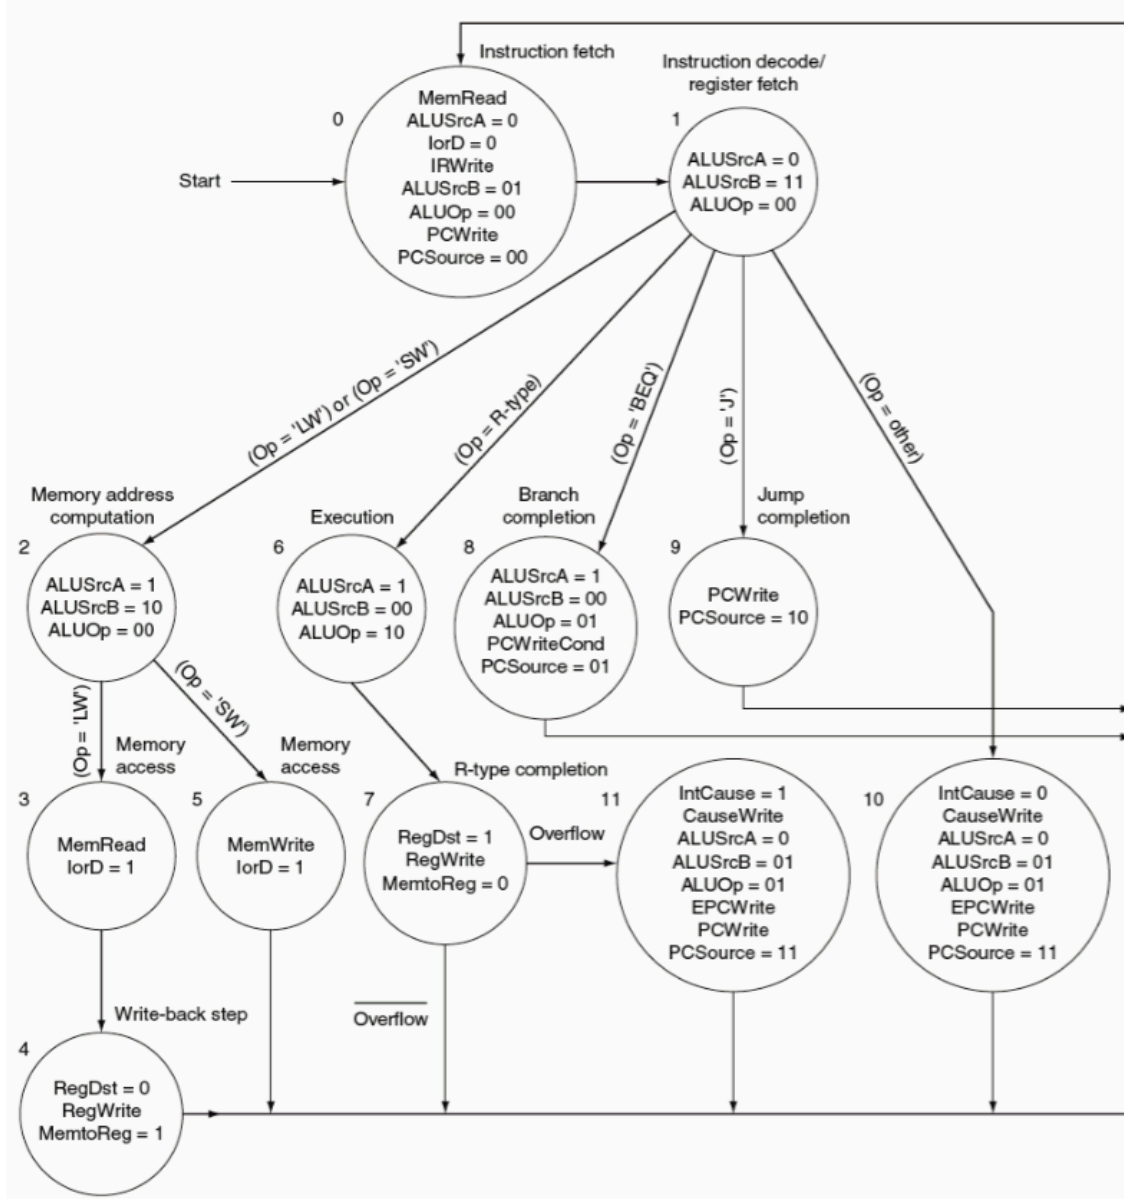 Instruction fetch
0
MemRead
ALUSrcA = 0
IorD = 0
IRWrite
ALUSrcB = 01
ALUOp = 00
PCWrite
PCSource = 00
Start
Instruction decode/
register fetch
1
ALUSrcA = 0
ALUSrcB = 11
ALUOp = 00
(Op = 'LW') or (Op = 'SW')
(Op = R-type)
(Op = 'BEQ')
(Op = 'J')
(Op = other)
Memory address
computation
2
ALUSrcA = 1
ALUSrcB = 10
ALUOp = 00
Execution
6
ALUSrcA = 1
ALUSrcB = 00
ALUOp = 10
Branch
completion
8
ALUSrcA = 1
ALUSrcB = 00
ALUOp = 01
PCWriteCond
PCSource = 01
Jump
completion
9
PCWrite
PCSource = 10
(Op = 'LW')
(Op = 'SW')
Memory
access
3
MemRead
IorD = 1
Memory
access
5
MemWrite
IorD = 1
R-type completion
7
RegDst = 1
RegWrite
MemtoReg = 0
Overflow
11
IntCause = 1
CauseWrite
ALUSrcA = 0
ALUSrcB = 01
ALUOp = 01
EPCWrite
PCWrite
PCSource = 11
10
IntCause = 0
CauseWrite
ALUSrcA = 0
ALUSrcB = 01
ALUOp = 01
EPCWrite
PCWrite
PCSource = 11
Overflow
Write-back step
4
RegDst = 0
RegWrite
MemtoReg = 1